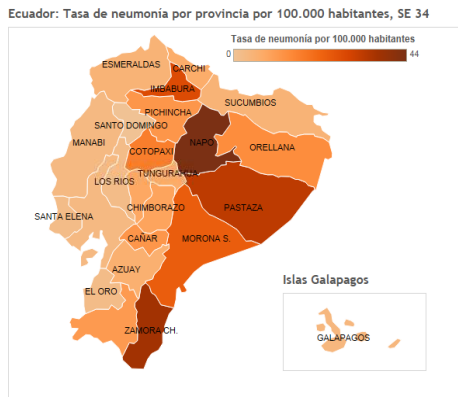 Ecuador: Tasa de neumonía por provincia por 100.000 habitantes, SE 34
Tasa de neumonía por 100.000 habitantes
0 44
ESMERALDAS
CARCHI
IMBABURA
SUCUMBIOS
PICHINCHA
SANTO DOMINGO
MANABI
NAPO
ORELLANA
COTOPAXI
TUNGURAHUA
LOS RIOS
CHIMBORAZO
PASTAZA
SANTA ELENA
CAÑAR
MORONA S.
AZUAY
EL ORO
ZAMORA CH.
Islas Galapagos
GALAPAGOS